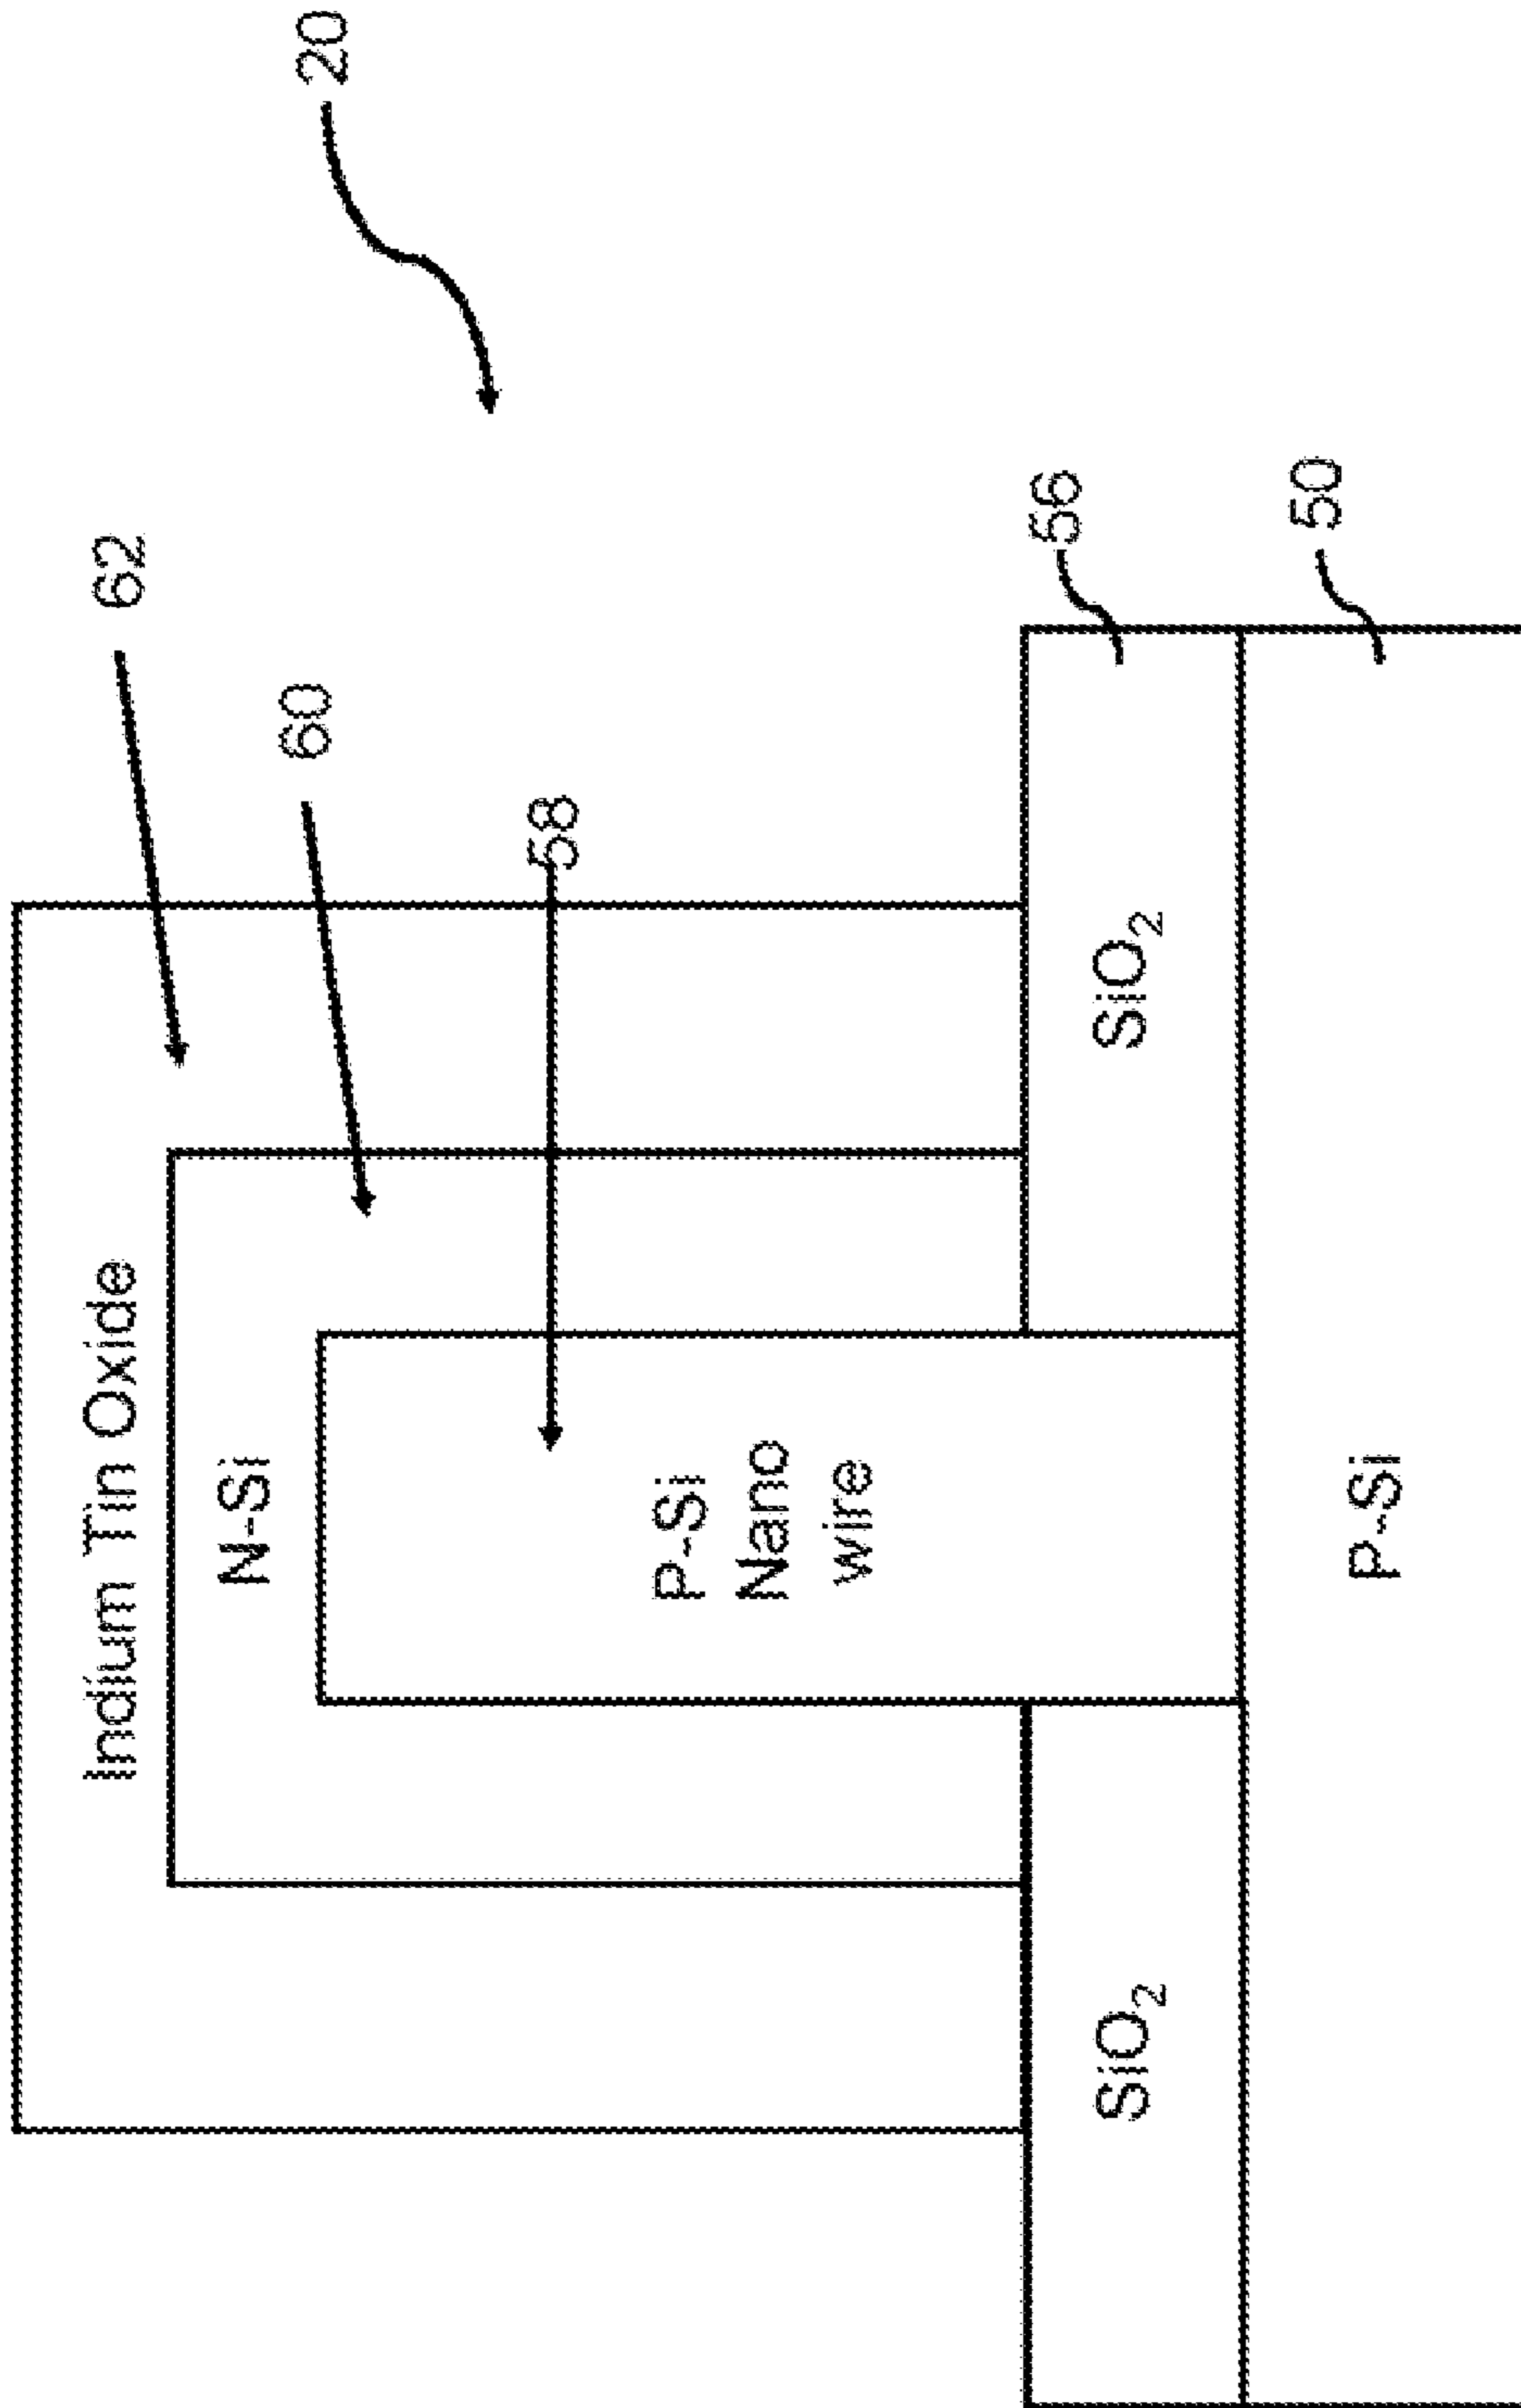 20
62
60
58
56
50
Indium Tin Oxide
N-Si
P-Si
Nano
wire
SiO₂
SiO₂
P-Si